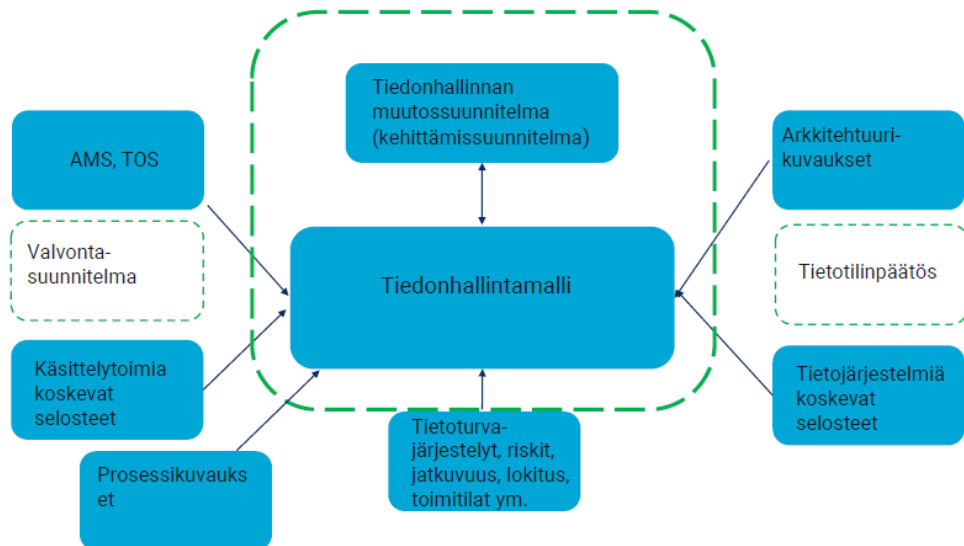 Tiedonhallinnan
muutossuunnitelma
(kehittämissuunnitelma)
AMS, TOS
Arkkitehtuuri-
kuvaukset
Valvonta-
suunnitelma
Tiedonhallintamalli
Tietotilinpäätös
Käsittelytoimia
koskevat
selosteet
Tietojärjestelmiä
koskevat
selosteet
Prosessikuvauks
et
Tietoturva-
järjestelyt, riskit,
jatkuvuus, lokitus,
toimitilat ym.